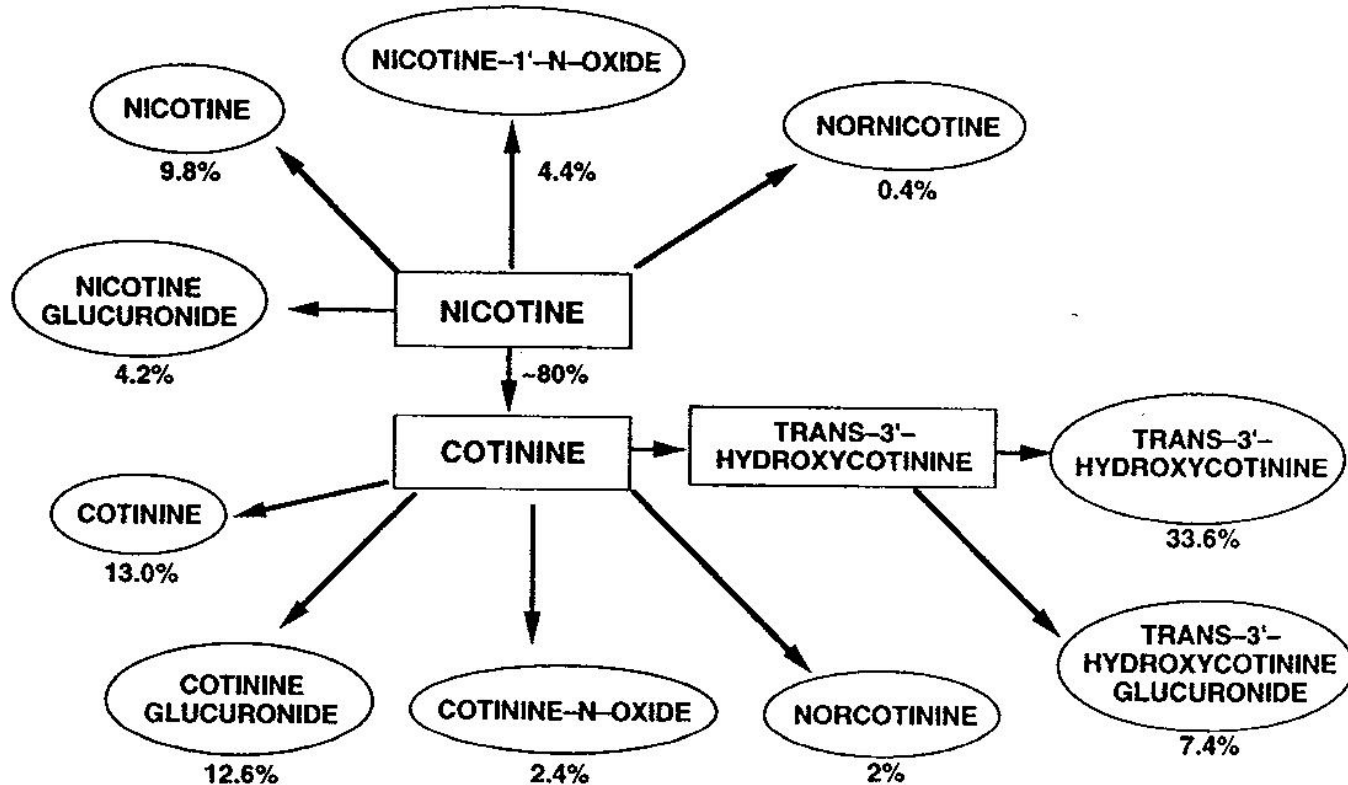 NICOTINE–1'–N–OXIDE
NICOTINE
9.8%
4.4%
NORNICOTINE
0.4%
NICOTINE
GLUCURONIDE
4.2%
NICOTINE
~80%
COTININE
TRANS–3'–
HYDROXYCOTININE
TRANS–3'–
HYDROXYCOTININE
33.6%
COTININE
13.0%
COTININE
GLUCURONIDE
12.6%
COTININE–N–OXIDE
2.4%
NORCOTININE
2%
TRANS–3'–
HYDROXYCOTININE
GLUCURONIDE
7.4%